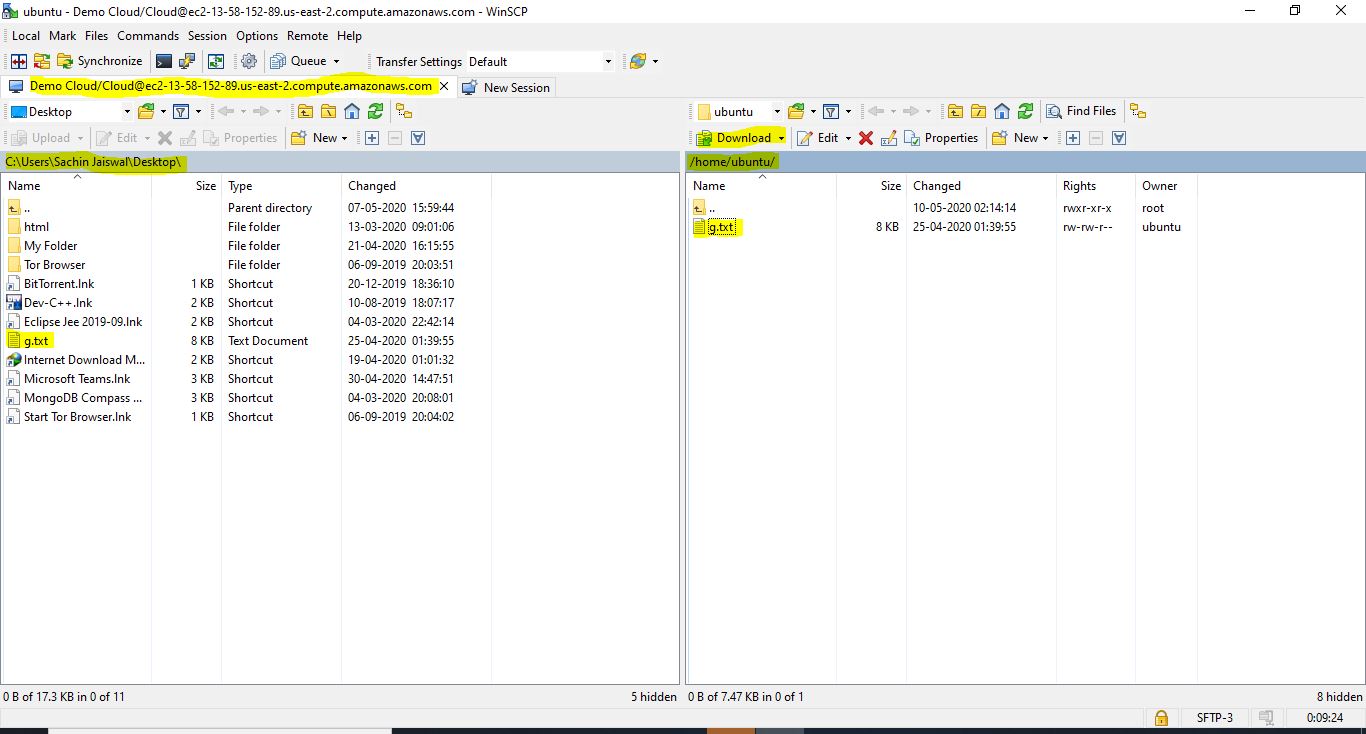 ubuntu - Demo Cloud/Cloud@ec2-13-58-152-89.us-east-2.compute.amazonaws.com - WinSCP
Local Mark Files Commands Session Options Remote Help
Synchronize Queue Transfer Settings Default
Demo Cloud/Cloud@ec2-13-58-152-89.us-east-2.compute.amazonaws.com New Session
Desktop
Upload Edit Properties New
C:\Users\Sachin Jaiswal\Desktop\
Name Size Type Changed
.. Parent directory 07-05-2020 15:59:44
html File folder 13-03-2020 09:01:06
My Folder File folder 21-04-2020 16:15:55
Tor Browser File folder 06-09-2019 20:03:51
BitTorrent.lnk 1 KB Shortcut 20-12-2019 18:36:10
Dev-C++.lnk 2 KB Shortcut 10-08-2019 18:07:17
Eclipse Jee 2019-09.lnk 2 KB Shortcut 04-03-2020 22:42:14
g.txt 8 KB Text Document 25-04-2020 01:39:55
Internet Download M... 2 KB Shortcut 19-04-2020 01:01:32
Microsoft Teams.lnk 3 KB Shortcut 30-04-2020 14:47:51
MongoDB Compass ... 3 KB Shortcut 04-03-2020 20:08:01
Start Tor Browser.lnk 1 KB Shortcut 06-09-2019 20:04:02
0 B of 17.3 KB in 0 of 11 5 hidden
ubuntu Find Files
Download Edit Properties New
/home/ubuntu/
Name Size Changed Rights Owner
.. 10-05-2020 02:14:14 rwxr-xr-x root
g.txt 8 KB 25-04-2020 01:39:55 rw-rw-r-- ubuntu
0 B of 7.47 KB in 0 of 1 8 hidden
SFTP-3 0:09:24